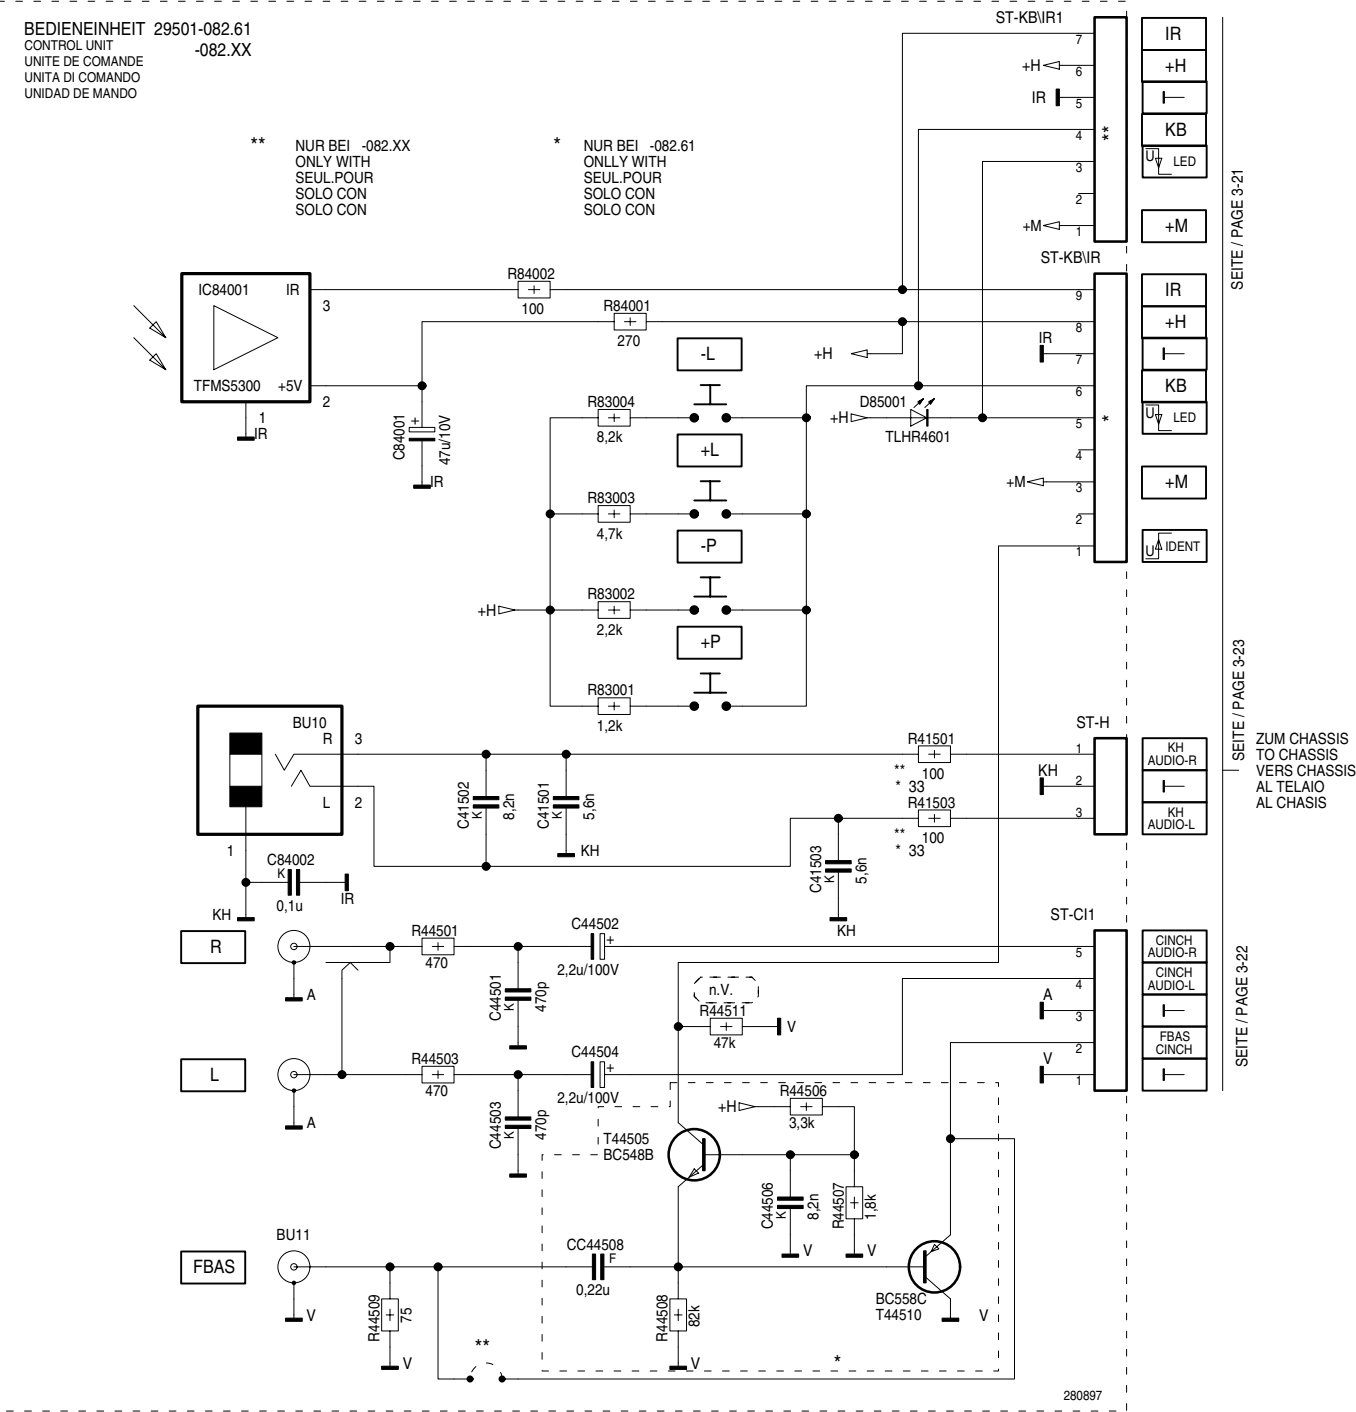 BEDIENEINHEIT 29501-082.61
CONTROL UNIT -082.XX
UNITE DE COMANDE
UNITA DI COMANDO
UNIDAD DE MANDO
** NUR BEI -082.XX
ONLY WITH
SEUL.POUR
SOLO CON
SOLO CON
* NUR BEI -082.61
ONLLY WITH
SEUL.POUR
SOLO CON
SOLO CON
ST-KB\IR1
7 IR
+H 6 +H
IR 5
4 KB
**
3 U LED
2
+M 1 +M
SEITE / PAGE 3-21
ST-KB\IR
9 IR
8 +H
IR 7
6 KB
5 U LED
*
4
+M 3 +M
2
1 U IDENT
IC84001 IR 3
TFMS5300 +5V 2
1 IR
R84002
100
R84001
270
+H
C84001
+
47u/10V
IR
-L
R83004
8,2k
+L
R83003
4,7k
-P
R83002
2,2k
+H
+P
R83001
1,2k
D85001
+H
TLHR4601
SEITE / PAGE 3-23
ZUM CHASSIS
TO CHASSIS
VERS CHASSIS
AL TELAIO
AL CHASIS
BU10
R 3
L 2
1
C84002
K
0,1u
IR
KH
C41502
K
8,2n
C41501
K
5,6n
KH
R41501
** 100
* 33
R41503
** 100
* 33
C41503
K
5,6n
KH
ST-H
1 KH
AUDIO-R
KH 2
3 KH
AUDIO-L
R
A
R44501
470
C44501
K
470p
C44502
+
2,2u/100V
L
A
R44503
470
C44503
K
470p
C44504
+
2,2u/100V
n.V.
R44511
47k
V
ST-CI1
5 CINCH
AUDIO-R
4 CINCH
AUDIO-L
A 3
2 FBAS
CINCH
V 1
SEITE / PAGE 3-22
+H
R44506
3,3k
T44505
BC548B
C44506
K
8,2n
V
R44507
1,8k
V
BU11
FBAS
V
R44509
75
V
CC44508
F
0,22u
R44508
82k
V
BC558C
T44510
V
**
*
280897